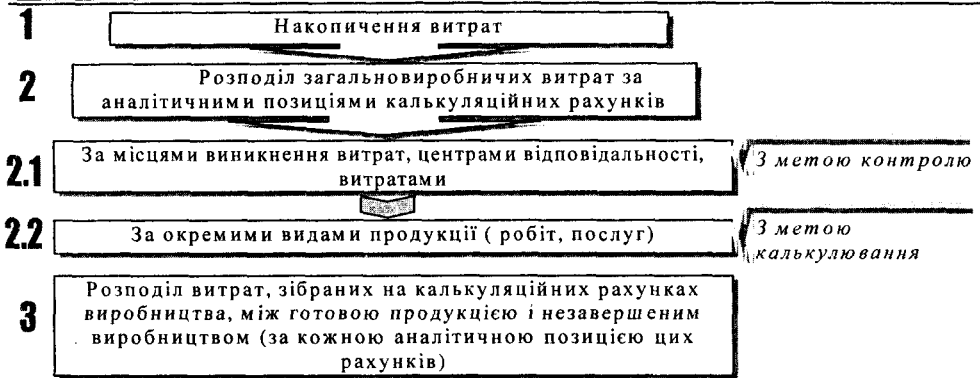 1
Накопичення витрат
2
Розподіл загальновиробничих витрат за
аналітичними позиціями калькуляційних рахунків
2.1
За місцями виникнення витрат, центрами відповідальності,
витратами
З метою контролю
2.2
За окремими видами продукції ( робіт, послуг)
З метою
калькулювання
3
Розподіл витрат, зібраних на калькуляційних рахунках
виробництва, між готовою продукцією і незавершеним
виробництвом (за кожною аналітичною позицією цих
рахунків)